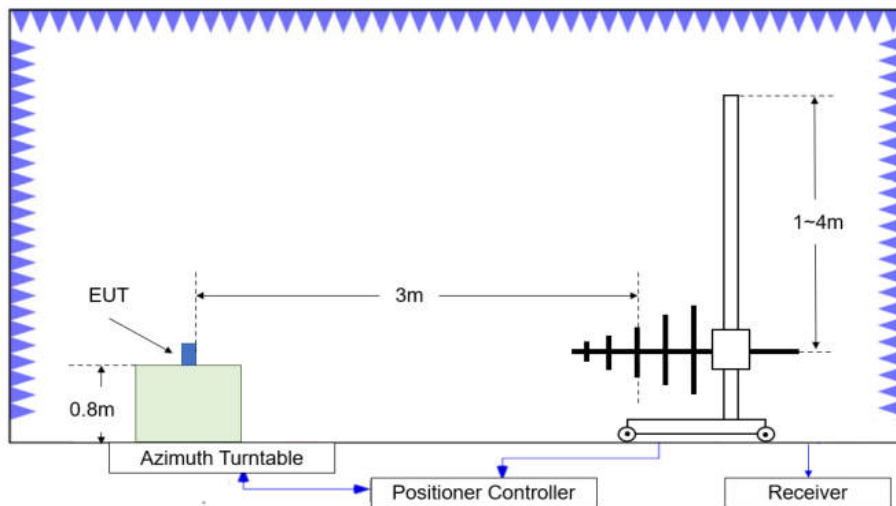 1~4m
EUT
3m
0.8m
Azimuth Turntable
Positioner Controller
Receiver